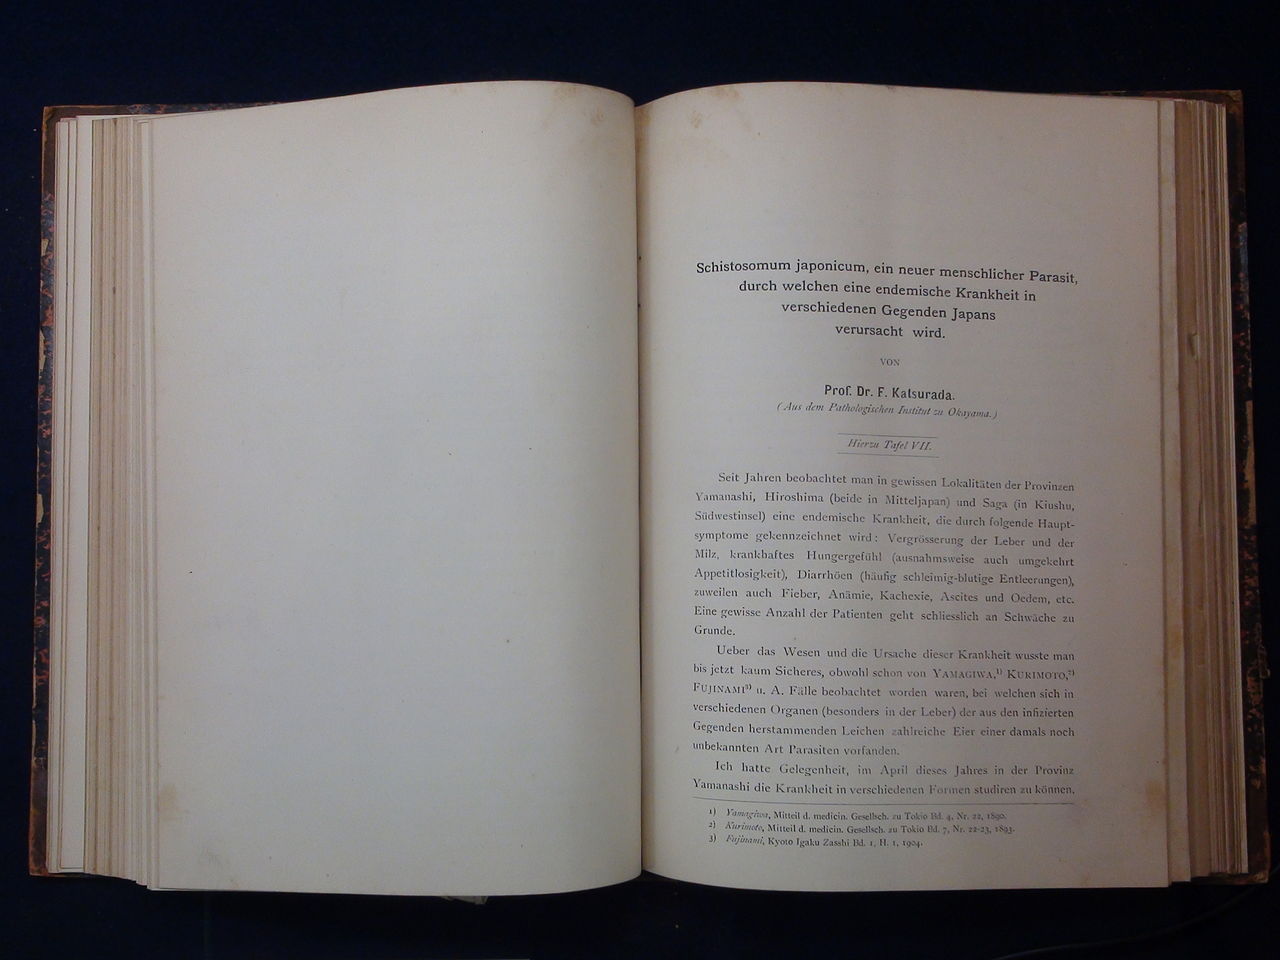 Schistosomum japonicum, ein neuer menschlicher Parasit,
durch welchen eine endemische Krankheit in
verschiedenen Gegenden Japans
verursacht wird.
VON
Prof. Dr. F. Katsurada.
(Aus dem Pathologischen Institut zu Okayama.)
Hierzu Tafel VII.
Seit Jahren beobachtet man in gewissen Lokalitäten der Provinzen
Yamanashi, Hiroshima (beide in Mitteljapan) und Saga (in Kiushu,
Südwestinsel) eine endemische Krankheit, die durch folgende Haupt-
symptome gekennzeichnet wird: Vergrösserung der Leber und der
Milz, krankhaftes Hungergefühl (ausnahmsweise auch umgekehrt
Appetitlosigkeit), Diarrhöen (häufig schleimig-blutige Entleerungen),
zuweilen auch Fieber, Anämie, Kachexie, Ascites und Oedem, etc.
Eine gewisse Anzahl der Patienten geht schliesslich an Schwäche zu
Grunde.
Ueber das Wesen und die Ursache dieser Krankheit wusste man
bis jetzt kaum Sicheres, obwohl schon von YAMAGIWA,1) KURIMOTO,2)
FUJINAMI3) u. A. Fälle beobachtet worden waren, bei welchen sich in
verschiedenen Organen (besonders in der Leber) der aus den infizierten
Gegenden herstammenden Leichen zahlreiche Eier einer damals noch
unbekannten Art Parasiten vorfanden.
Ich hatte Gelegenheit, im April dieses Jahres in der Provinz
Yamanashi die Krankheit in verschiedenen Formen studiren zu können.
1) Yamagiwa, Mitteil d. medicin. Gesellsch. zu Tokio Bd. 4, Nr. 22, 1890.
2) Kurimoto, Mitteil d. medicin. Gesellsch. zu Tokio Bd. 7, Nr. 22-23, 1893.
3) Fujinami, Kyoto Igaku Zasshi Bd. 1, H. 1, 1904.